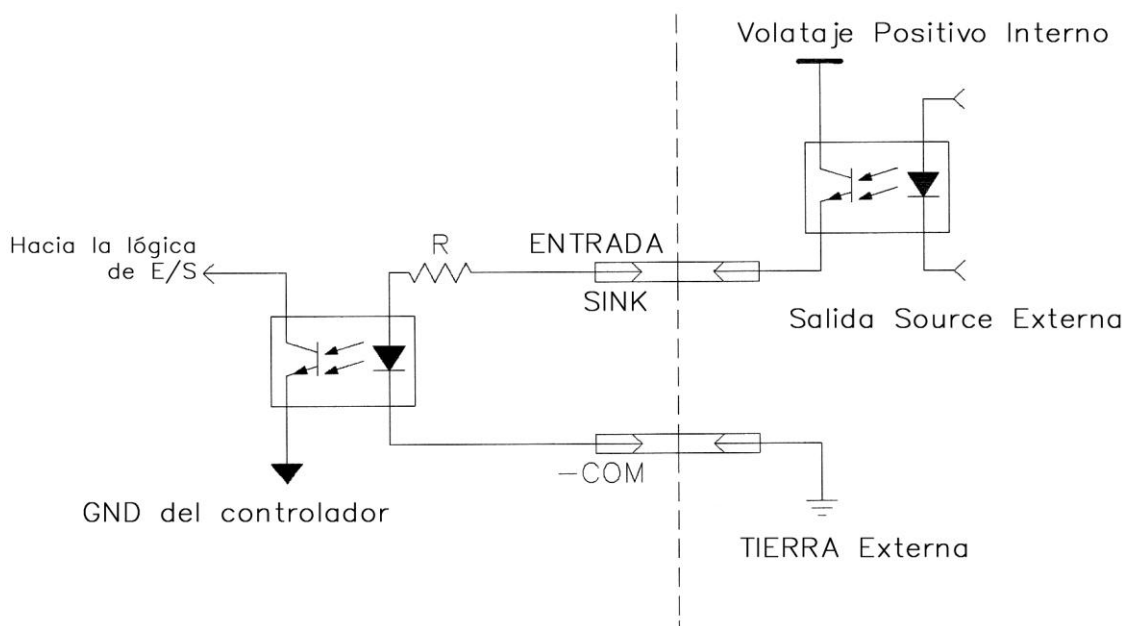 Volataje Positivo Interno
Hacia la lógica
de E/S
R
ENTRADA
SINK
Salida Source Externa
-COM
GND del controlador
TIERRA Externa